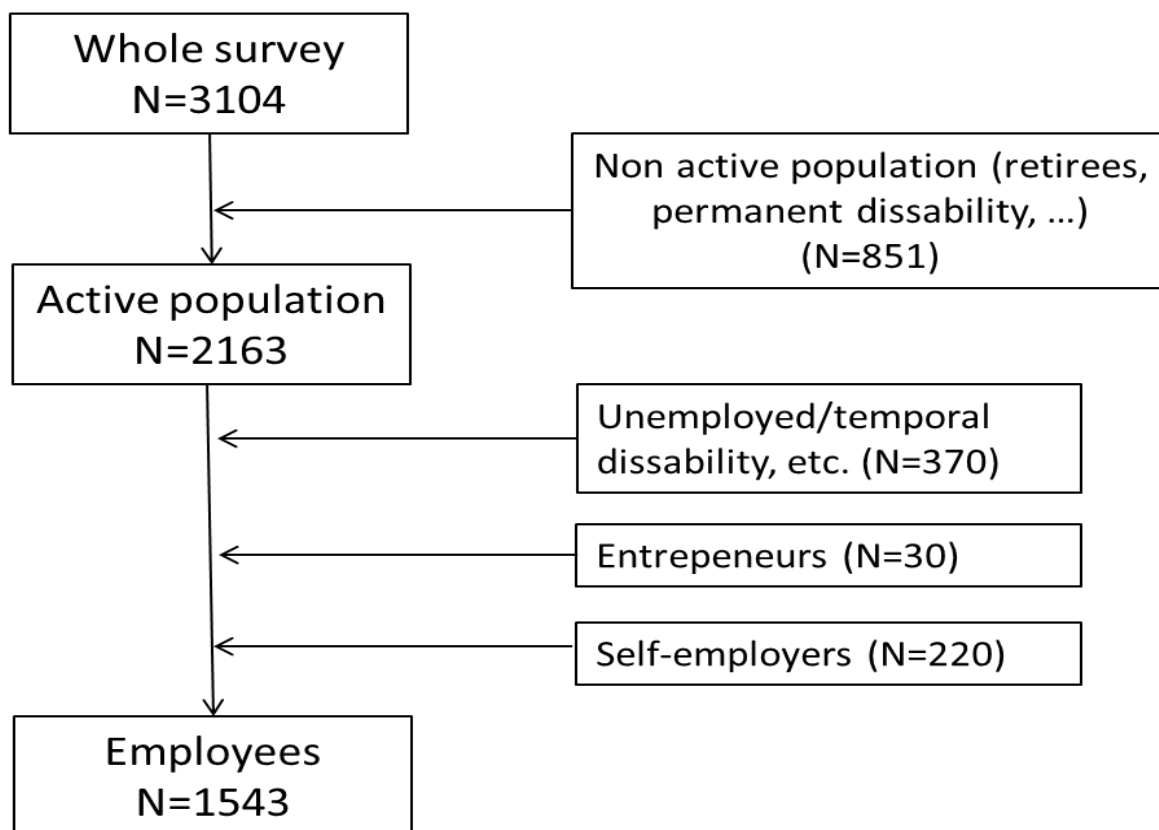 Whole survey
N=3104
Non active population (retirees,
permanent dissability, ...)
(N=851)
Active population
N=2163
Unemployed/temporal
dissability, etc. (N=370)
Entrepeneurs (N=30)
Self-employers (N=220)
Employees
N=1543